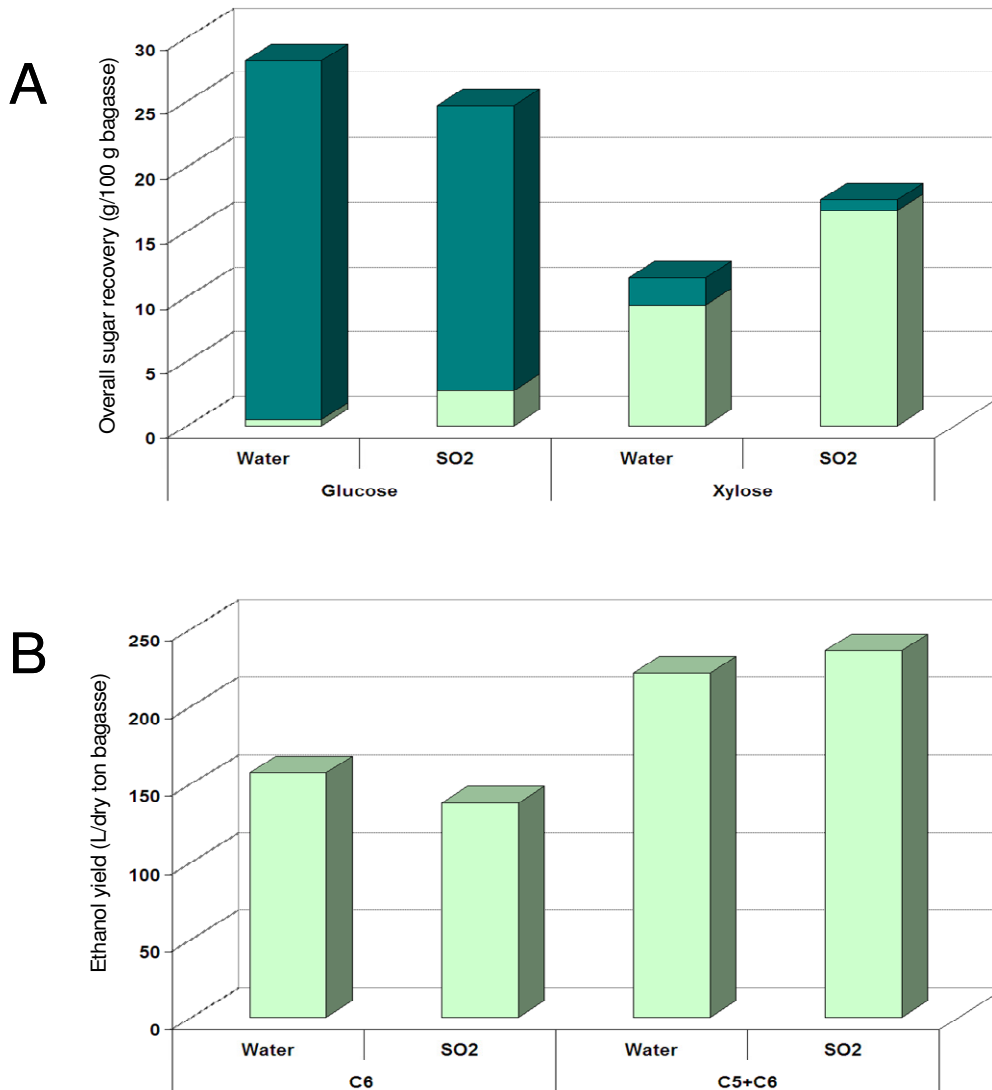 A
Overall sugar recovery (g/100 g bagasse)
30
25
20
15
10
5
0
Water SO2 Water SO2
Glucose Xylose
B
Ethanol yield (L/dry ton bagasse)
250
200
150
100
50
0
Water SO2 Water SO2
C6 C5+C6